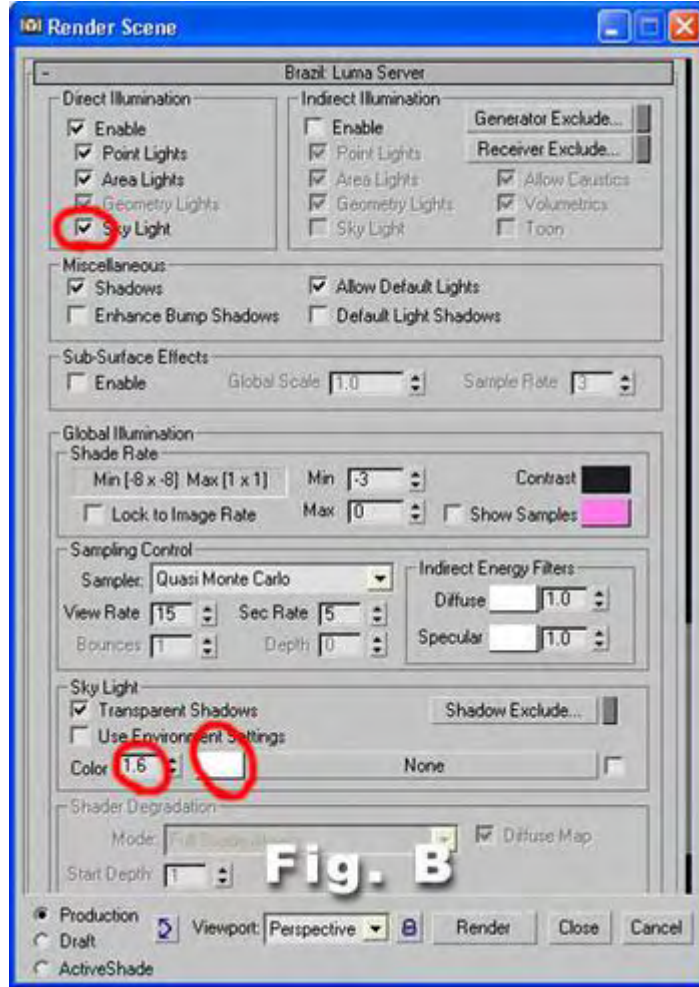 Render Scene
- Brazil: Luma Server
Direct Illumination
Enable
Point Lights
Area Lights
Geometry Lights
Sky Light
Indirect Illumination
Enable
Generator Exclude...
Point Lights
Receiver Exclude...
Area Lights
Allow Caustics
Geometry Lights
Volumetrics
Sky Light
Toon
Miscellaneous
Shadows
Allow Default Lights
Enhance Bump Shadows
Default Light Shadows
Sub-Surface Effects
Enable
Global Scale 1.0
Sample Rate 3
Global Illumination
Shade Rate
Min [-8 x -8] Max [1 x 1]
Min -3
Contrast
Lock to Image Rate
Max 0
Show Samples
Sampling Control
Sampler: Quasi Monte Carlo
View Rate 15
Sec Rate 5
Bounces 1
Depth 0
Indirect Energy Filters
Diffuse 1.0
Specular 1.0
Sky Light
Transparent Shadows
Shadow Exclude...
Use Environment Settings
Color 1.6
None
Shader Degradation
Mode:
Diffuse Map
Start Depth: 1
Fig. B
Production
Draft
ActiveShade
Viewport: Perspective
Render
Close
Cancel